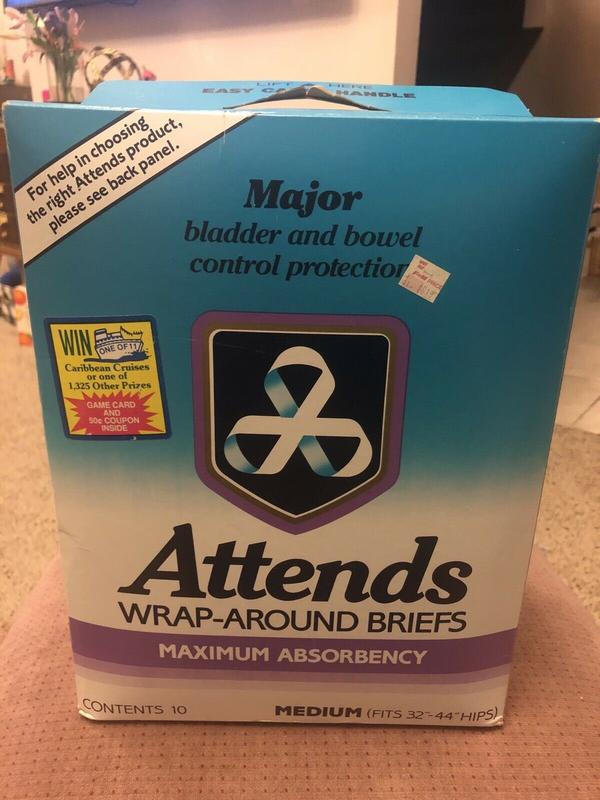 LIFT HERE
EASY CA HANDLE
For help in choosing
the right Attends product,
please see back panel.
Major
bladder and bowel
control protection
WIN
ONE OF 11
Caribbean Cruises
or one of
1,325 Other Prizes
GAME CARD
AND
50¢ COUPON
INSIDE
Attends
WRAP-AROUND BRIEFS
MAXIMUM ABSORBENCY
CONTENTS 10
MEDIUM (FITS 32"-44" HIPS)